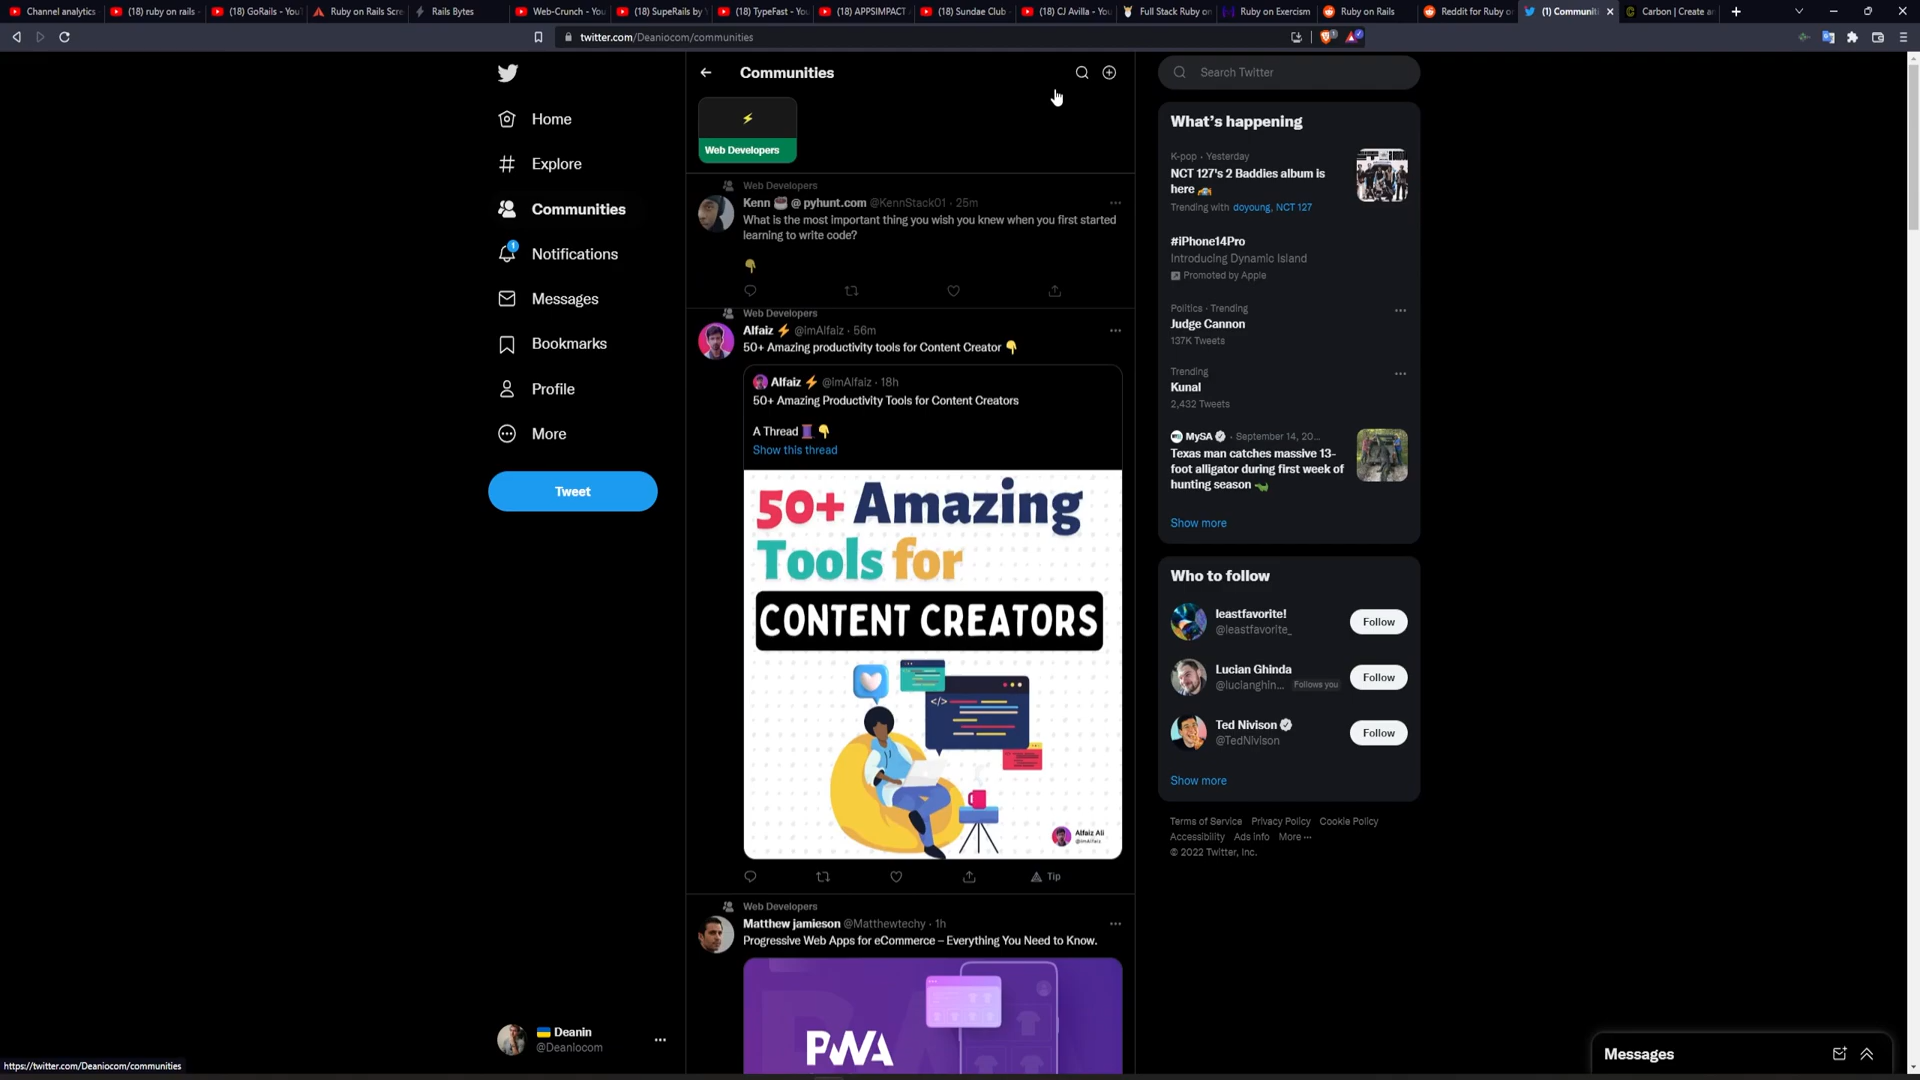 Channel analytics
(18) ruby on rails -
(18) GoRails - You
Ruby on Rails Scre
Rails Bytes
Web-Crunch - You
(18) SupeRails by
(18) TypeFast - You
(18) APPSIMPACT
(18) Sundae Club -
(18) CJ Avilla - You
Full Stack Ruby on
Ruby on Exercism
Ruby on Rails
Reddit for Ruby o
(1) Communit
Carbon | Create a
twitter.com/Deaniocom/communities
Home
Explore
Communities
1
Notifications
Messages
Bookmarks
Profile
More
Tweet
Deanin
@Deaniocom
https://twitter.com/Deaniocom/communities
Communities
Web Developers
Web Developers
Kenn @ pyhunt.com @KennStack01 · 25m
What is the most important thing you wish you knew when you first started
learning to write code?
Web Developers
Alfaiz @ImAlfaiz · 56m
50+ Amazing productivity tools for Content Creator
Alfaiz @ImAlfaiz · 18h
50+ Amazing Productivity Tools for Content Creators
A Thread
Show this thread
50+ Amazing
Tools for
CONTENT CREATORS
</>
Alfaiz Ali
@ImAlfaiz
Tip
Web Developers
Matthew jamieson @Matthewtechy · 1h
Progressive Web Apps for eCommerce – Everything You Need to Know.
PWA
Search Twitter
What's happening
K-pop · Yesterday
NCT 127's 2 Baddies album is
here
Trending with doyoung, NCT 127
#iPhone14Pro
Introducing Dynamic Island
Promoted by Apple
Politics · Trending
Judge Cannon
137K Tweets
Trending
Kunal
2,432 Tweets
MySA · September 14, 20...
Texas man catches massive 13-
foot alligator during first week of
hunting season
Show more
Who to follow
leastfavorite!
@leastfavorite_
Follow
Lucian Ghinda
@lucianghin... Follows you
Follow
Ted Nivison
@TedNivison
Follow
Show more
Terms of Service Privacy Policy Cookie Policy
Accessibility Ads info More ···
© 2022 Twitter, Inc.
Messages